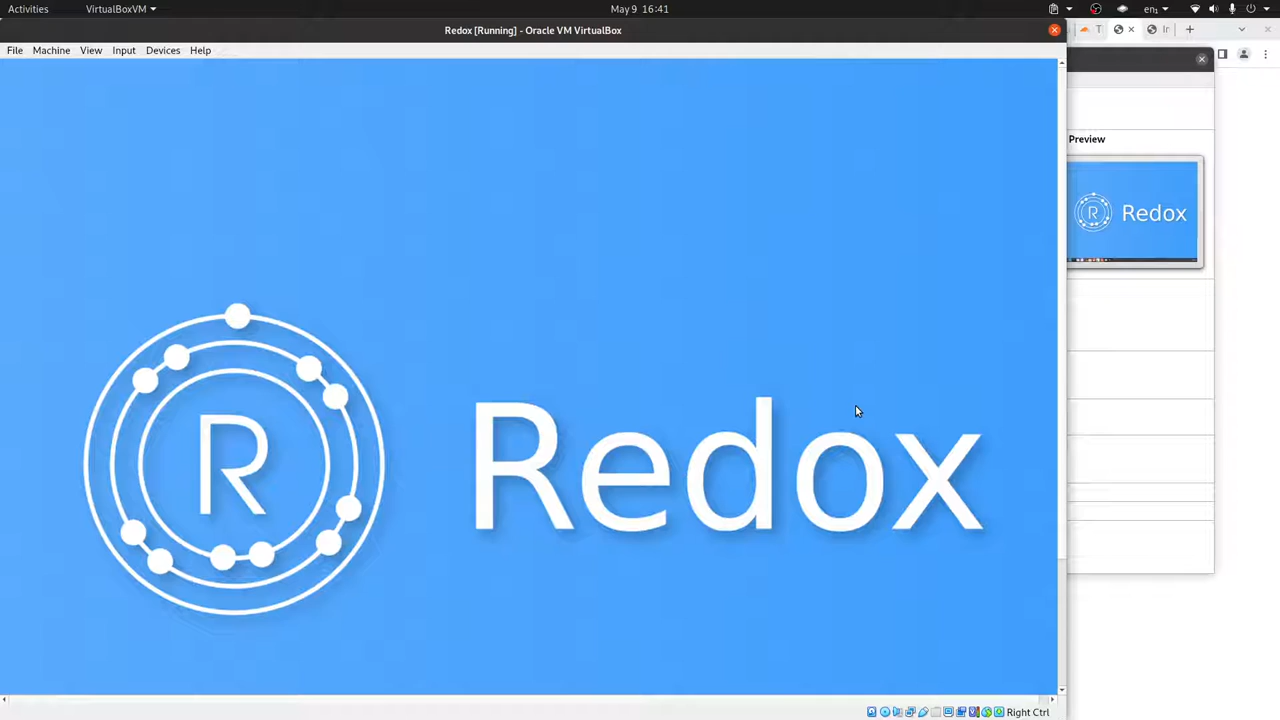 Activities VirtualBoxVM May 9 16:41 en₁
Redox [Running] - Oracle VM VirtualBox
File Machine View Input Devices Help
Preview
R Redox
R Redox
Right Ctrl